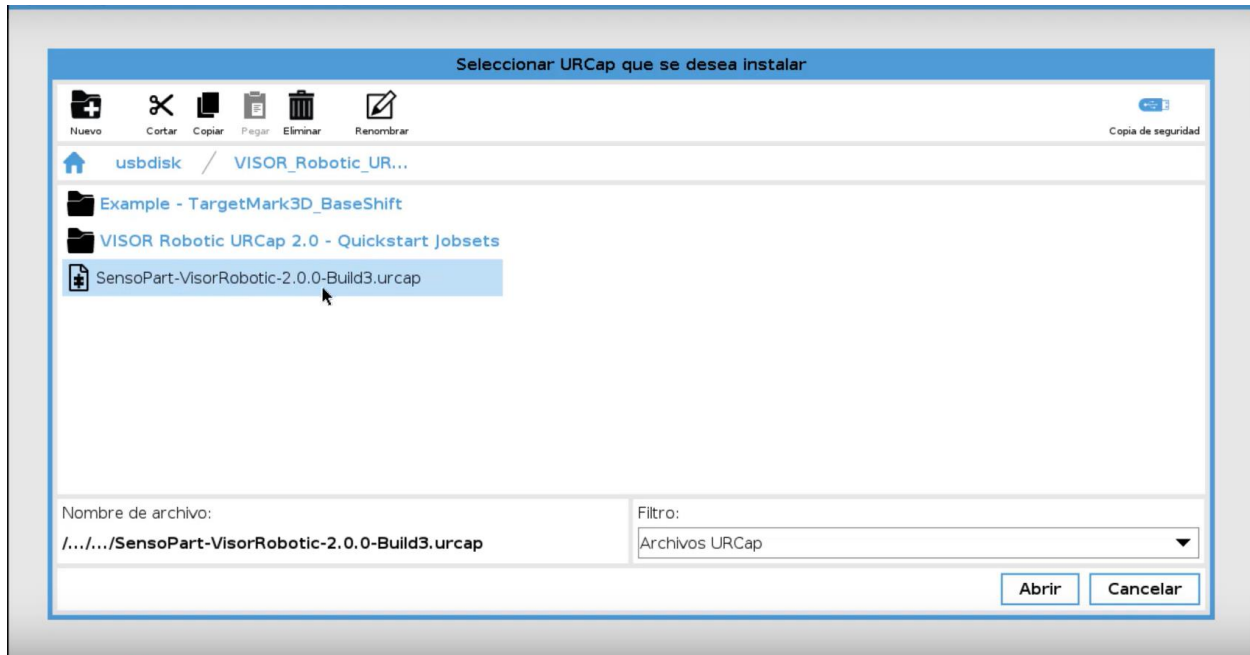 Seleccionar URCap que se desea instalar
Nuevo Cortar Copiar Pegar Eliminar Renombrar Copia de seguridad
usbdisk / VISOR_Robotic_UR...
Example - TargetMark3D_BaseShift
VISOR Robotic URCap 2.0 - Quickstart Jobsets
SensoPart-VisorRobotic-2.0.0-Build3.urcap
Nombre de archivo: Filtro:
/.../.../SensoPart-VisorRobotic-2.0.0-Build3.urcap Archivos URCap
Abrir Cancelar